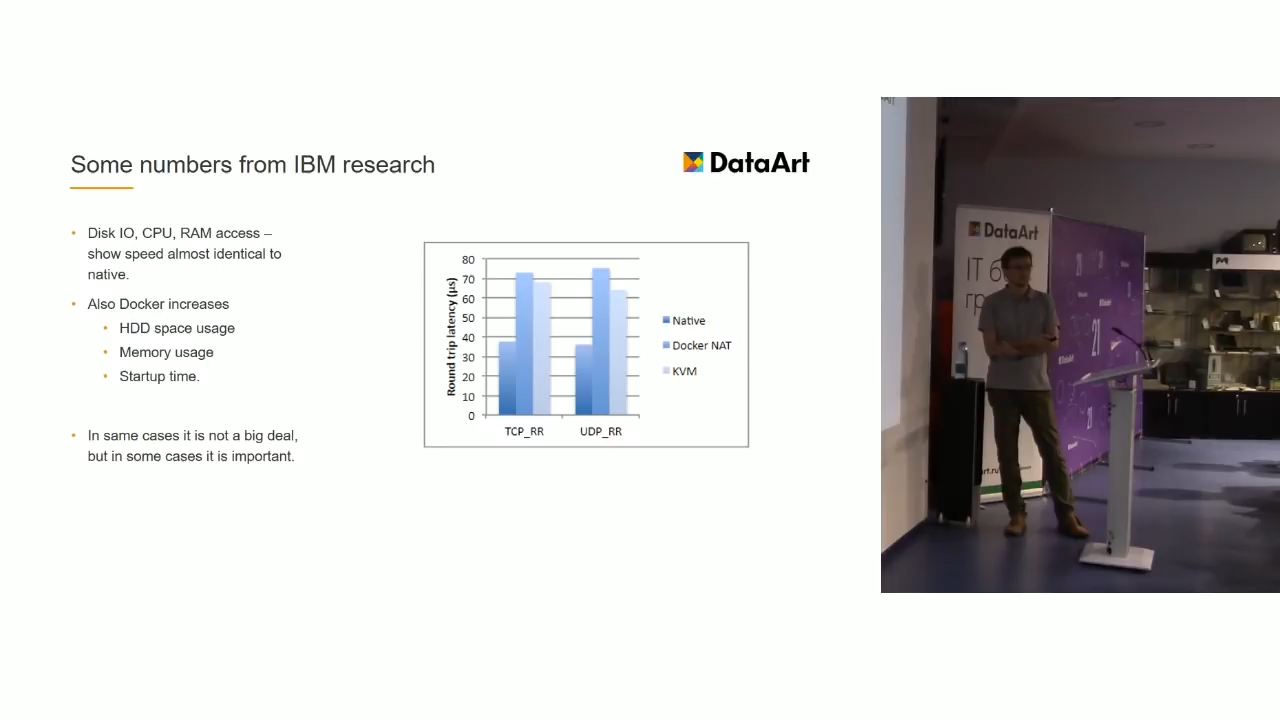 Some numbers from IBM research
DataArt
• Disk IO, CPU, RAM access –
show speed almost identical to
native.
• Also Docker increases
• HDD space usage
• Memory usage
• Startup time.
• In same cases it is not a big deal,
but in some cases it is important.
Round trip latency (μs)
80
70
60
50
40
30
20
10
0
TCP_RR
UDP_RR
Native
Docker NAT
KVM
DataArt
IT
21